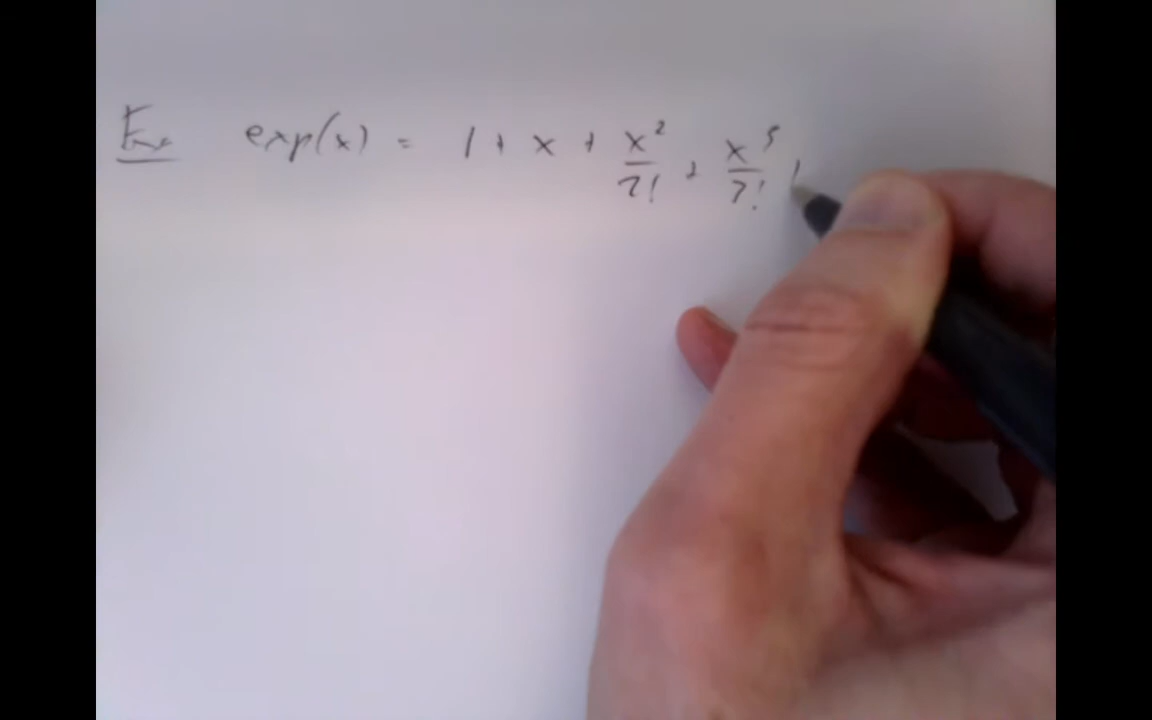 Ex exp(x) = 1 + x + x²/2! + x³/3! +